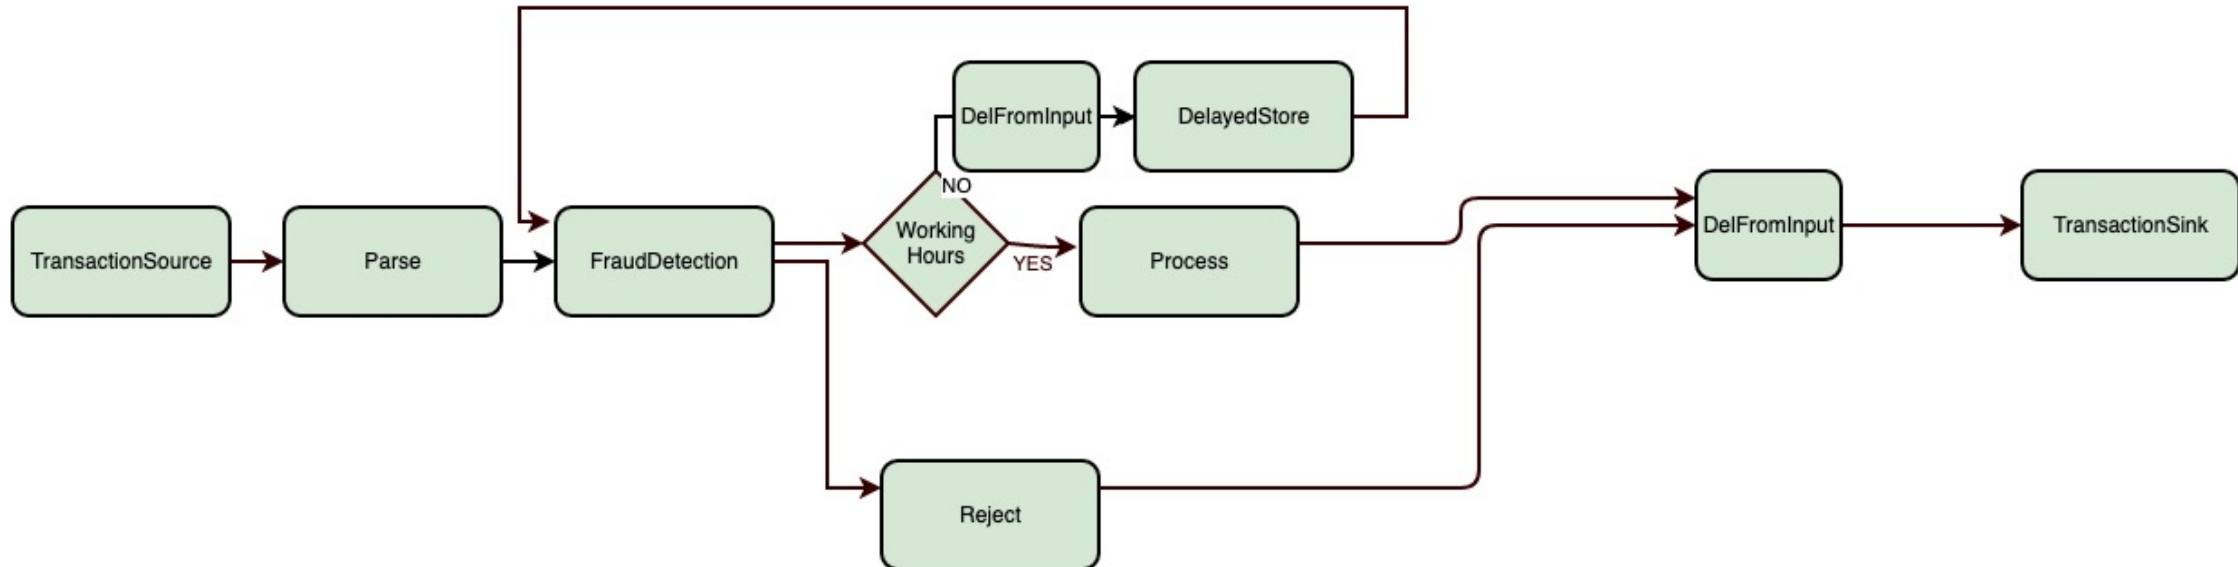 DelFromInput
DelayedStore
NO
Working
Hours
YES
TransactionSource
Parse
FraudDetection
Process
DelFromInput
TransactionSink
Reject